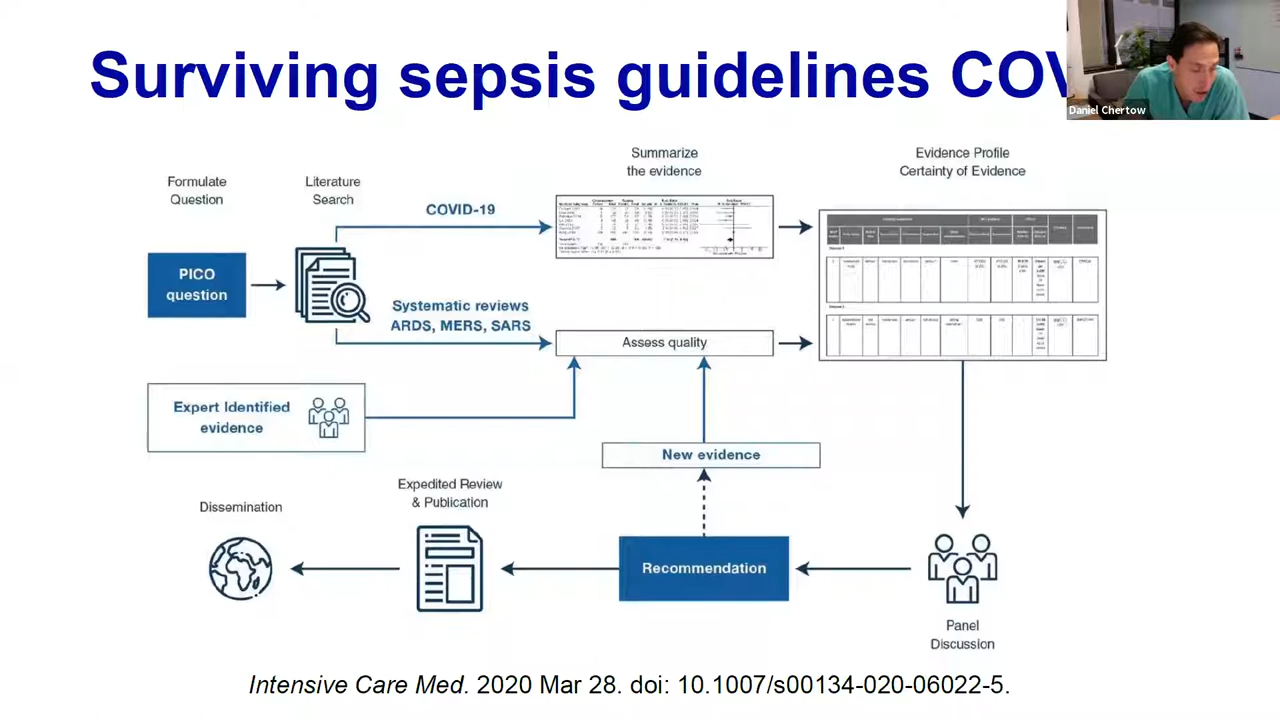 Surviving sepsis guidelines COV
Daniel Chertow
Summarize
the evidence
Evidence Profile
Certainty of Evidence
Formulate
Question
Literature
Search
COVID-19
PICO
question
Systematic reviews
ARDS, MERS, SARS
Assess quality
Expert Identified
evidence
New evidence
Expedited Review
& Publication
Dissemination
Recommendation
Panel
Discussion
Intensive Care Med. 2020 Mar 28. doi: 10.1007/s00134-020-06022-5.